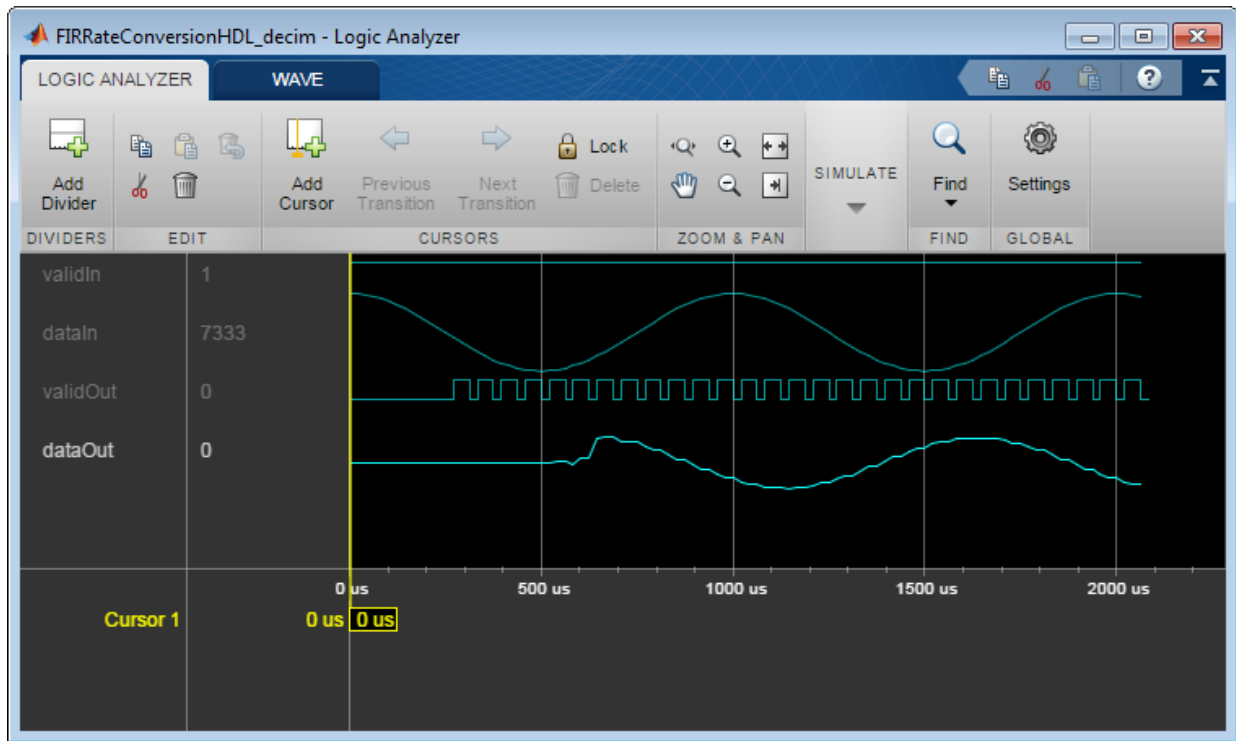 FIRRateConversionHDL_decim - Logic Analyzer
LOGIC ANALYZER
WAVE
?
Add
Divider
Add
Cursor
Previous
Transition
Next
Transition
Lock
Delete
SIMULATE
Find
Settings
DIVIDERS
EDIT
CURSORS
ZOOM & PAN
FIND
GLOBAL
validIn 1
dataIn 7333
validOut 0
dataOut 0
0 us 500 us 1000 us 1500 us 2000 us
Cursor 1 0 us 0 us